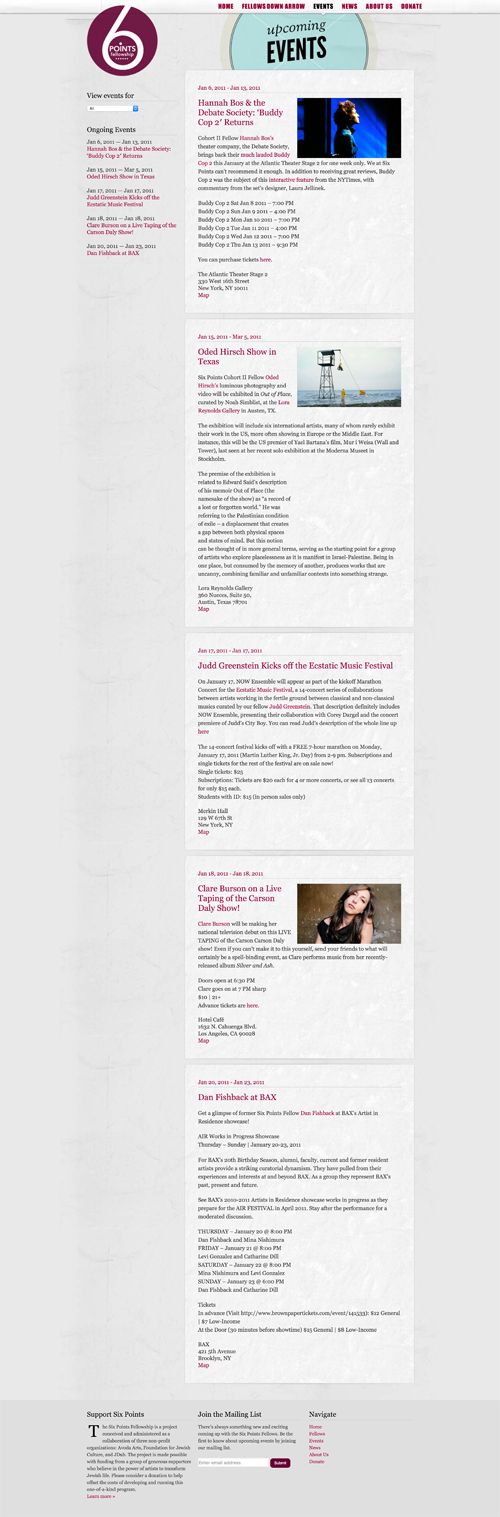 HOME FELLOWS DOWN ARROW EVENTS NEWS ABOUT US DONATE
6
POINTS
fellowship
upcoming
EVENTS
View events for
All
Ongoing Events
Jan 6, 2011 — Jan 13, 2011
Hannah Bos & the Debate Society:
'Buddy Cop 2' Returns
Jan 15, 2011 — Mar 5, 2011
Oded Hirsch Show in Texas
Jan 17, 2011 — Jan 17, 2011
Judd Greenstein Kicks off the
Ecstatic Music Festival
Jan 18, 2011 — Jan 18, 2011
Clare Burson on a Live Taping of the
Carson Daly Show!
Jan 20, 2011 — Jan 23, 2011
Dan Fishback at BAX
Jan 6, 2011 - Jan 13, 2011
Hannah Bos & the
Debate Society: 'Buddy
Cop 2' Returns
Cohort II Fellow Hannah Bos's
theater company, the Debate Society,
brings back their much lauded Buddy
Cop 2 this January at the Atlantic Theater Stage 2 for one week only. We at Six
Points can't recommend it enough. In addition to receiving great reviews, Buddy
Cop 2 was the subject of this interactive feature from the NYTimes, with
commentary from the set's designer, Laura Jellinek.
Buddy Cop 2 Sat Jan 8 2011 – 7:00 PM
Buddy Cop 2 Sun Jan 9 2011 – 4:00 PM
Buddy Cop 2 Mon Jan 10 2011 – 7:00 PM
Buddy Cop 2 Tue Jan 11 2011 – 4:00 PM
Buddy Cop 2 Wed Jan 12 2011 – 7:00 PM
Buddy Cop 2 Thu Jan 13 2011 – 9:30 PM
You can purchase tickets here.
The Atlantic Theater Stage 2
330 West 16th Street
New York, NY 10011
Map
Jan 15, 2011 - Mar 5, 2011
Oded Hirsch Show in
Texas
Six Points Cohort II Fellow Oded
Hirsch's luminous photography and
video will be exhibited in Out of Place,
curated by Noah Simblist, at the Lora
Reynolds Gallery in Austen, TX.
The exhibition will include six international artists, many of whom rarely exhibit
their work in the US, more often showing in Europe or the Middle East. For
instance, this will be the US premier of Yael Bartana's film, Mur i Weisa (Wall and
Tower), last seen at her recent solo exhibition at the Moderna Museet in
Stockholm.
The premise of the exhibition is
related to Edward Said's description
of his memoir Out of Place (the
namesake of the show) as "a record of
a lost or forgotten world." He was
referring to the Palestinian condition
of exile – a displacement that creates
a gap between both physical spaces
and states of mind. But this notion
can be thought of in more general terms, serving as the starting point for a group
of artists who explore placelessness as it is manifest in Israel-Palestine. Being in
one place, but consumed by the memory of another, produces works that are
uncanny, combining familiar and unfamiliar contexts into something strange.
Lora Reynolds Gallery
360 Nueces, Suite 50,
Austin, Texas 78701
Map
Jan 17, 2011 - Jan 17, 2011
Judd Greenstein Kicks off the Ecstatic Music Festival
On January 17, NOW Ensemble will appear as part of the kickoff Marathon
Concert for the Ecstatic Music Festival, a 14-concert series of collaborations
between artists working in the fertile ground between classical and non-classical
musics curated by our fellow Judd Greenstein. That description definitely includes
NOW Ensemble, presenting their collaboration with Corey Dargel and the concert
premiere of Judd's City Boy. You can read Judd's description of the whole line up
here
The 14-concert festival kicks off with a FREE 7-hour marathon on Monday,
January 17, 2011 (Martin Luther King, Jr. Day) from 2-9 pm. Subscriptions and
single tickets for the rest of the festival are on sale now!
Single tickets: $25
Subscriptions: Tickets are $20 each for 4 or more concerts, or see all 13 concerts
for only $15 each.
Students with ID: $15 (in person sales only)
Merkin Hall
129 W 67th St
New York, NY
Map
Jan 18, 2011 - Jan 18, 2011
Clare Burson on a Live
Taping of the Carson
Daly Show!
Clare Burson will be making her
national television debut on this LIVE
TAPING of the Carson Carson Daly
show! Even if you can't make it to this yourself, send your friends to what will
certainly be a spell-binding event, as Clare performs music from her recently-
released album Silver and Ash.
Doors open at 6:30 PM
Clare goes on at 7 PM sharp
$10 | 21+
Advance tickets are here.
Hotel Café
1632 N. Cahuenga Blvd.
Los Angeles, CA 90028
Map
Jan 20, 2011 - Jan 23, 2011
Dan Fishback at BAX
Get a glimpse of former Six Points Fellow Dan Fishback at BAX's Artist in
Residence showcase!
AIR Works in Progress Showcase
Thursday – Sunday | January 20-23, 2011
For BAX's 20th Birthday Season, alumni, faculty, current and former resident
artists provide a striking curatorial dynamism. They have pulled from their
experiences and interests at and beyond BAX. As a group they represent BAX's
past, present and future.
See BAX's 2010-2011 Artists in Residence showcase works in progress as they
prepare for the AIR FESTIVAL in April 2011. Stay after the performance for a
moderated discussion.
THURSDAY – January 20 @ 8:00 PM
Dan Fishback and Mina Nishimura
FRIDAY – January 21 @ 8:00 PM
Levi Gonzalez and Catharine Dill
SATURDAY – January 22 @ 8:00 PM
Mina Nishimura and Levi Gonzalez
SUNDAY – January 23 @ 6:00 PM
Dan Fishback and Catharine Dill
Tickets
In advance (Visit http://www.brownpapertickets.com/event/141533): $12 General
| $7 Low-Income
At the Door (30 minutes before showtime) $15 General | $8 Low-Income
BAX
421 5th Avenue
Brooklyn, NY
Map
Support Six Points
The Six Points Fellowship is a project
conceived and administered as a
collaboration of three non-profit
organizations: Avoda Arts, Foundation for Jewish
Culture, and JDub. The project is made possible
with funding from a group of generous supporters
who believe in the power of artists to transform
Jewish life. Please consider a donation to help
offset the costs of developing and running this
one-of-a-kind program.
Learn more »
Join the Mailing List
There's always something new and exciting
coming up with the Six Points Fellows. Be the
first to know about upcoming events by joining
our mailing list.
Enter email address
Submit
Navigate
Home
Fellows
Events
News
About Us
Donate